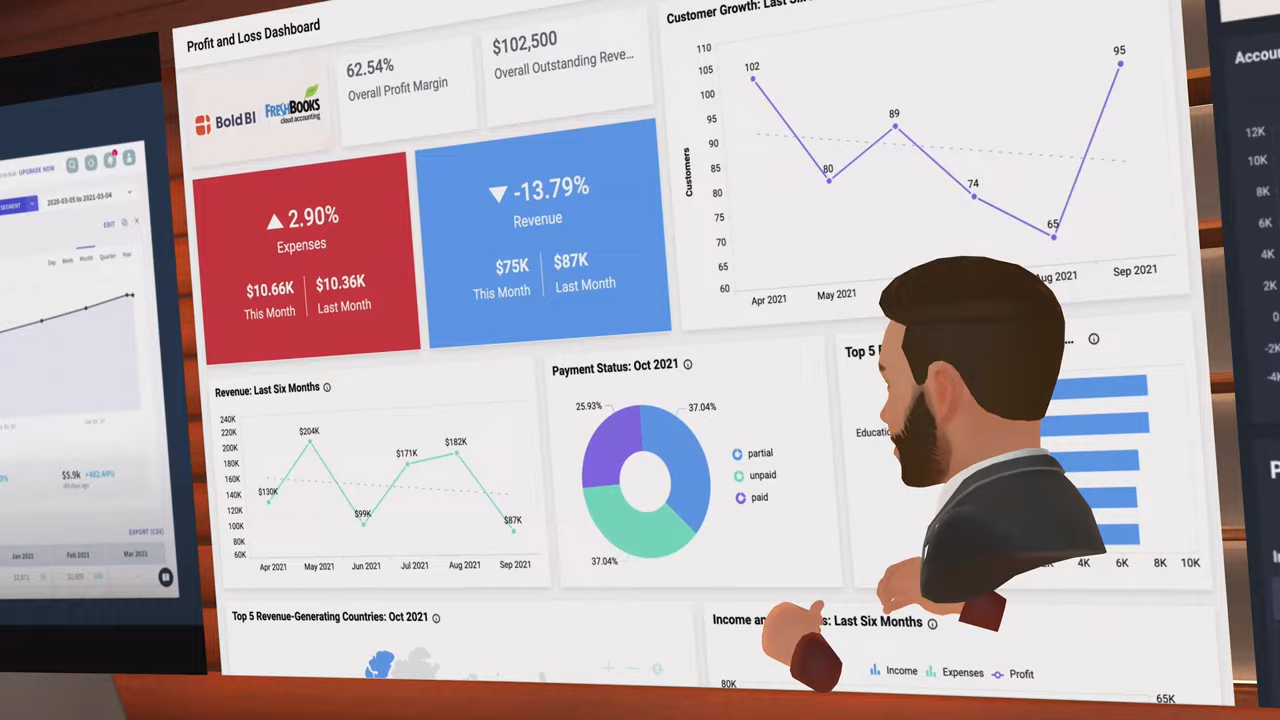 Profit and Loss Dashboard
Bold BI
FRESHBOOKS
cloud accounting
62.54%
Overall Profit Margin
$102,500
Overall Outstanding Reve...
2.90%
Expenses
$10.66K
This Month
$10.36K
Last Month
-13.79%
Revenue
$75K
This Month
$87K
Last Month
Customer Growth: Last
Customers
110
105
100
95
90
85
80
75
70
65
60
102
80
89
74
65
95
Apr 2021
May 2021
Aug 2021
Sep 2021
Revenue: Last Six Months
240K
220K
200K
180K
160K
140K
120K
100K
80K
60K
$130K
$204K
$99K
$171K
$182K
$87K
Apr 2021
May 2021
Jun 2021
Jul 2021
Aug 2021
Sep 2021
Payment Status: Oct 2021
25.93%
37.04%
37.04%
partial
unpaid
paid
Top 5
...
4K
6K
8K
10K
Top 5 Revenue-Generating Countries: Oct 2021
Income
Last Six Months
Income
Expenses
Profit
80K
65K
UPGRADE NOW
SEGMENT
2020-03-05 to 2021-03-04
EDIT
Day
Week
Month
Quarter
Year
$5.9k +482.44%
EXPORT (CSV)
Jan 2021
Feb 2021
Mar 2021
12K
10K
8K
6K
4K
2K
0